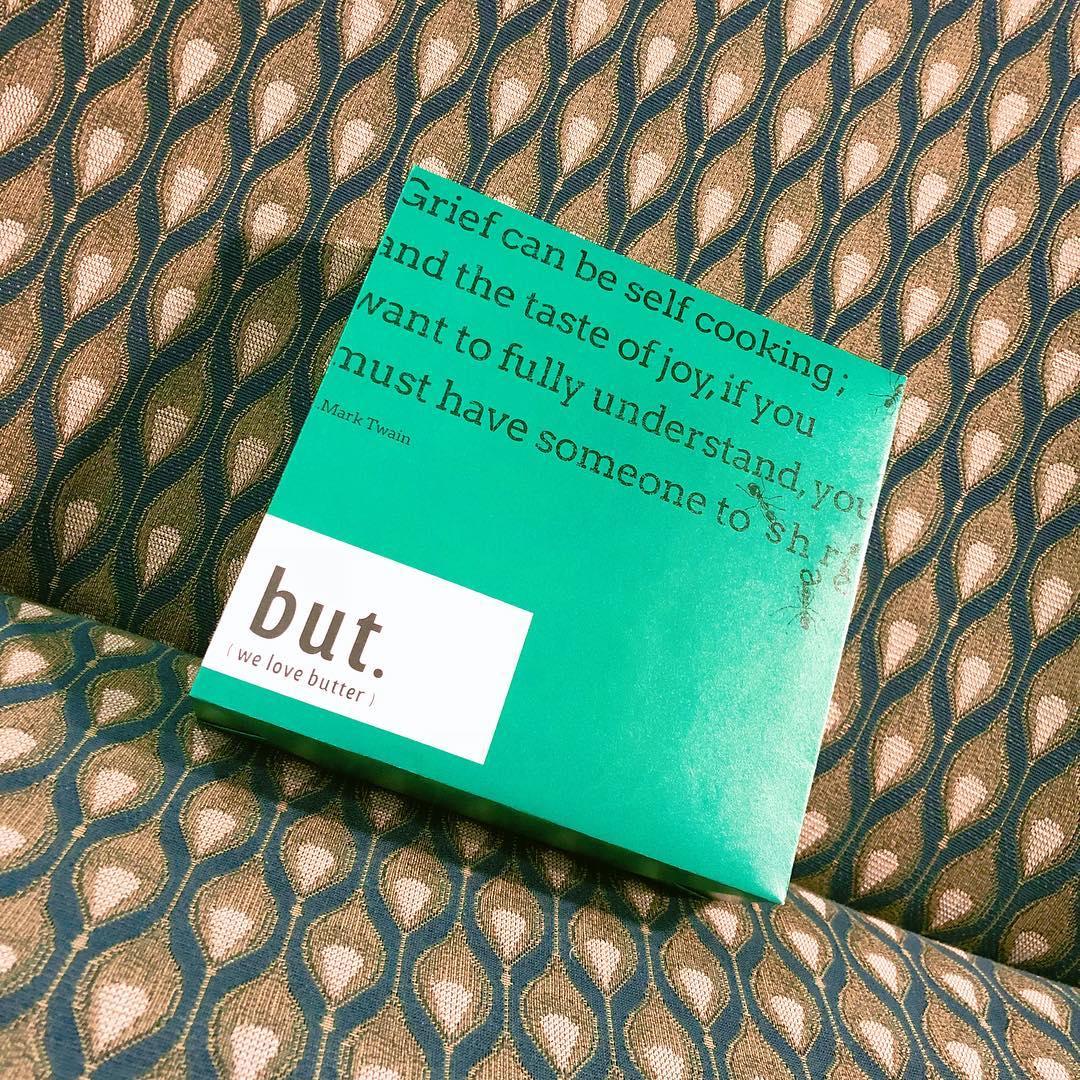 Grief can be self cooking;
and the taste of joy, if you
want to fully understand, you
must have someone to share
.Mark Twain
but.
(we love butter)